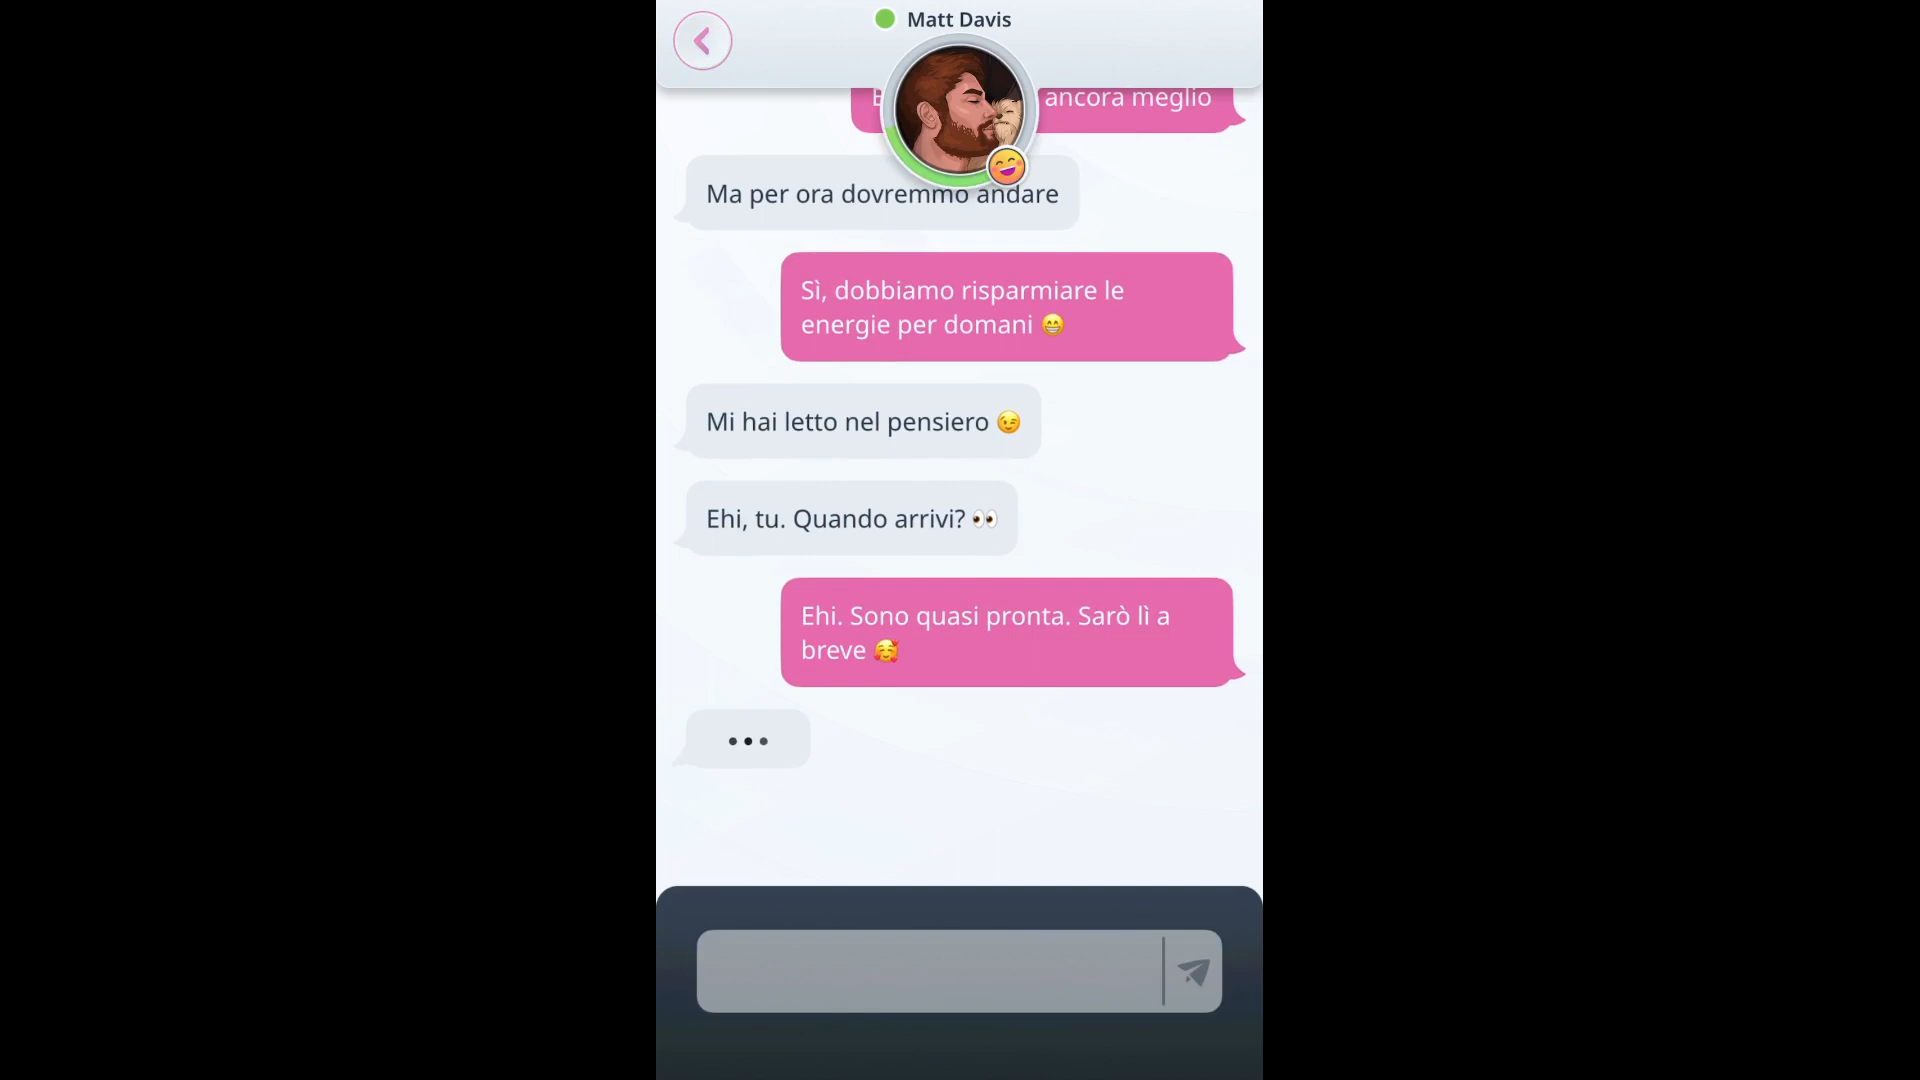 Matt Davis
ancora meglio
Ma per ora dovremmo andare
Sì, dobbiamo risparmiare le
energie per domani 😁
Mi hai letto nel pensiero 😉
Ehi, tu. Quando arrivi? 👀
Ehi. Sono quasi pronta. Sarò lì a
breve 🥰